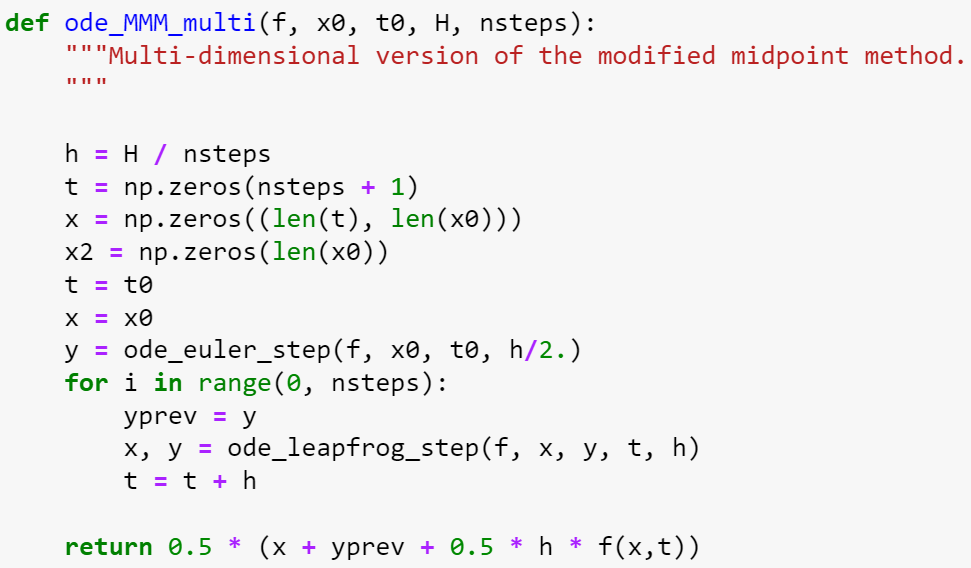 def ode_MMM_multi(f, x0, t0, H, nsteps):
    """Multi-dimensional version of the modified midpoint method.
    """

    h = H / nsteps
    t = np.zeros(nsteps + 1)
    x = np.zeros((len(t), len(x0)))
    x2 = np.zeros(len(x0))
    t = t0
    x = x0
    y = ode_euler_step(f, x0, t0, h/2.)
    for i in range(0, nsteps):
        yprev = y
        x, y = ode_leapfrog_step(f, x, y, t, h)
        t = t + h

    return 0.5 * (x + yprev + 0.5 * h * f(x,t))